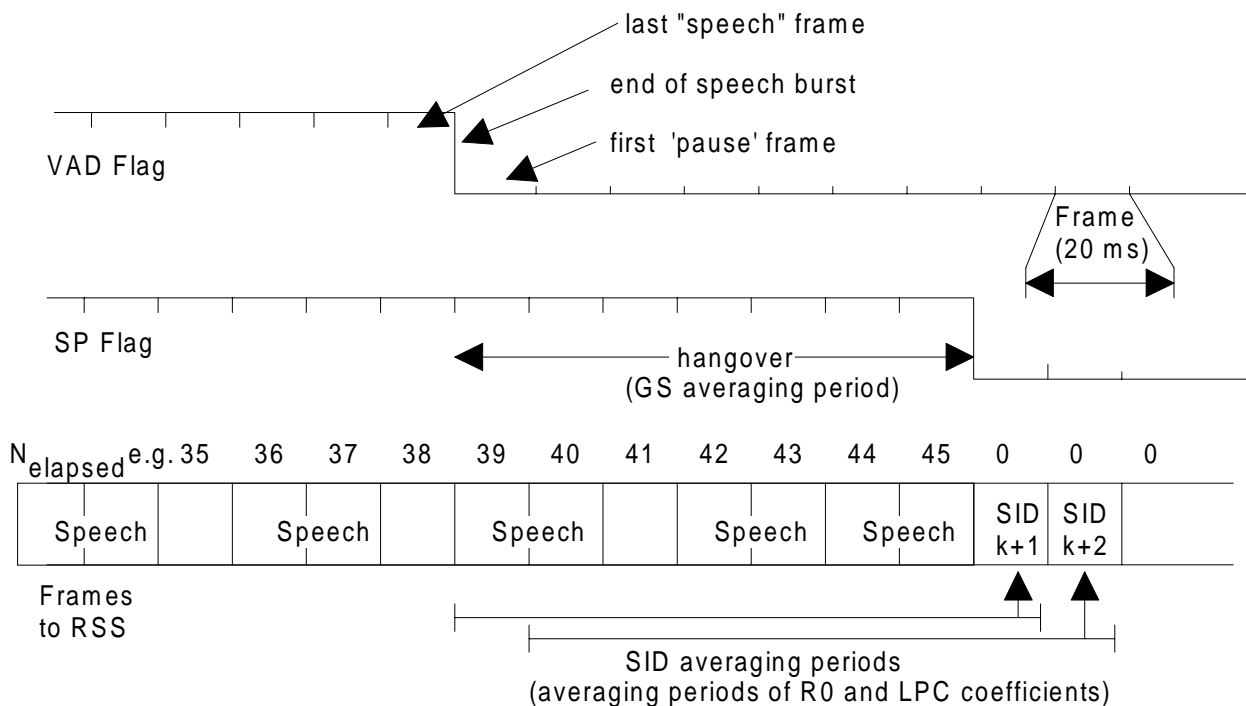 last "speech" frame
end of speech burst
first 'pause' frame
VAD Flag
Frame
(20 ms)
SP Flag
hangover
(GS averaging period)
N elapsed e.g. 35 36 37 38 39 40 41 42 43 44 45 0 0 0
Speech Speech Speech Speech Speech SID k+1 SID k+2
Frames
to RSS
SID averaging periods
(averaging periods of R0 and LPC coefficients)